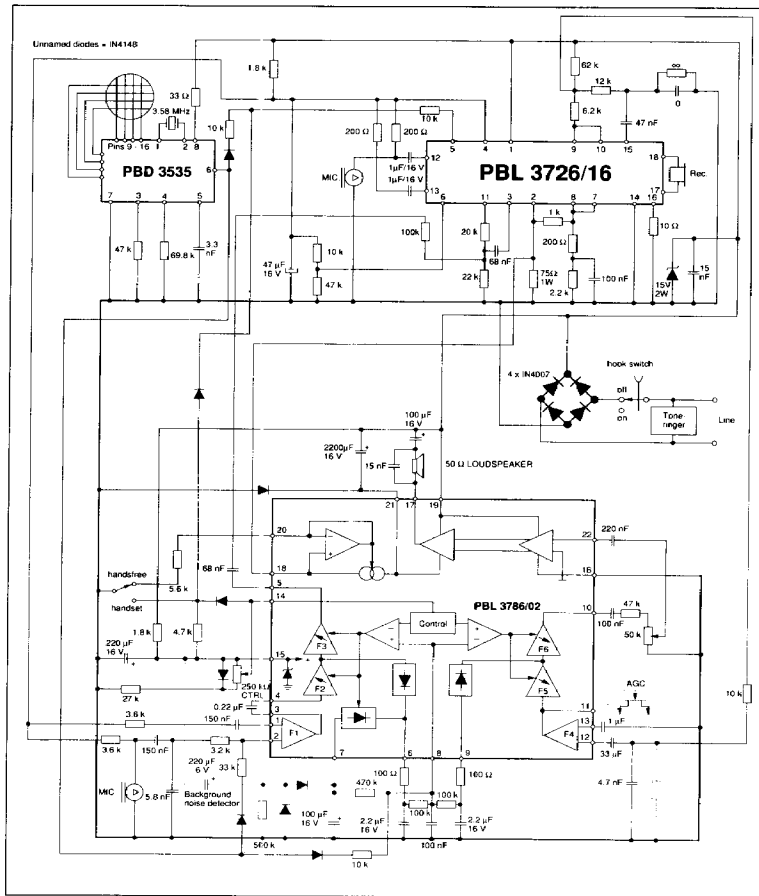 Unnamed diodes = IN4148
62 k
∞
1.8 k
33 Ω
12 k
0
3.58 MHz
10 k
6.2 k
47 nF
Pins 9 - 16 1 2 8
10 k
200 Ω
200 Ω
5 4 1 9 10 15
PBD 3535
6
MIC
1µF/16 V
1µF/16 V
12
13
PBL 3726/16
18
17
Rec.
7 3 4 5
6 11 3 2 8 7 14 16
1 k
100k
20 k
10 Ω
47 k
69.8 k
3.3
nF
200 Ω
68 nF
47 µF
16 V
10 k
47 k
22 k
75Ω
1W
2.2 k
100 nF
15V
2W
15
nF
4 x IN4007
hook switch
off
on
Tone-
ringer
Line
100 µF
16 V
2200µF
16 V
15 nF
50 Ω LOUDSPEAKER
21 17 19
20
22
220 nF
68 nF
18
16
handsfree
5.6 k
5
handset
14
PBL 3786/02
10
47 k
100 nF
50 k
Control
1.8 k
4.7 k
F3
F6
220 µF
16 V
15
F2
F5
250 kΩ
CTRL
27 k
4
11
AGC
10 k
0.22 µF
3
3.6 k
150 nF
1
2
F1
F4
13
12
1 µF
33 µF
3.6 k
150 nF
3.2 k
7 6 8 9
220 µF
6 V
33 k
100 Ω
100 Ω
4.7 nF
MIC
5.8 nF
Background
noise detector
470 k
100 k
100 k
100 µF
16 V
2.2 µF
16 V
100 nF
2.2 µF
16 V
500 k
10 k